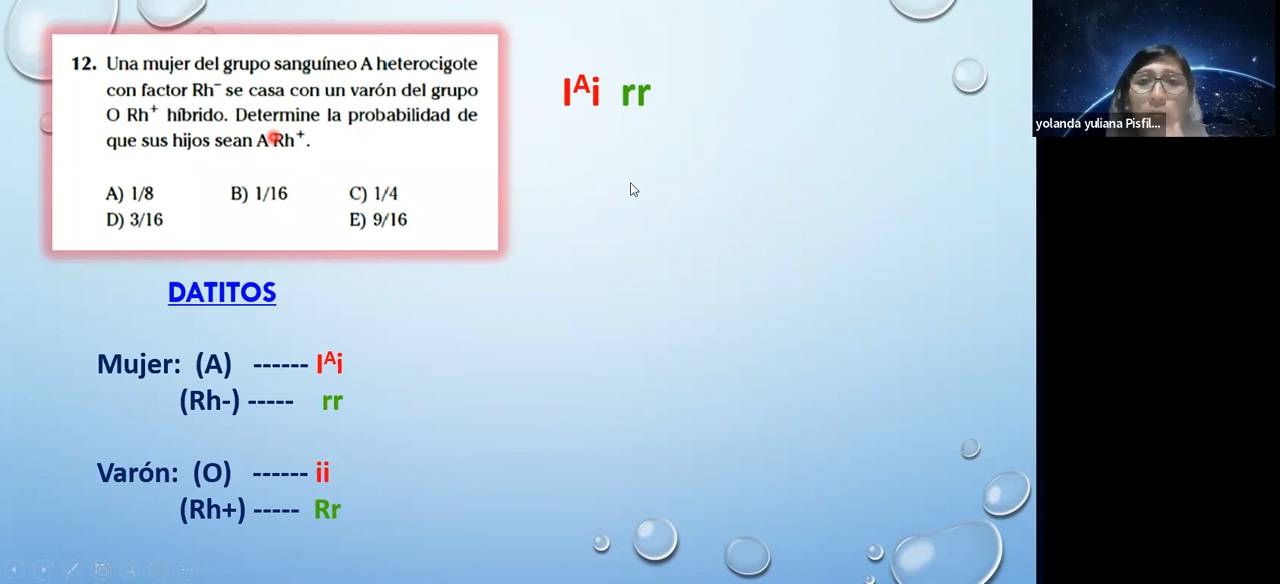 12. Una mujer del grupo sanguíneo A heterocigote
con factor Rh⁻ se casa con un varón del grupo
O Rh⁺ híbrido. Determine la probabilidad de
que sus hijos sean A Rh⁺.
A) 1/8 B) 1/16 C) 1/4
D) 3/16 E) 9/16
Iᴬi rr
yolanda yuliana Pisfil...
DATITOS
Mujer: (A) ------ Iᴬi
(Rh-) ----- rr
Varón: (O) ------ ii
(Rh+) ----- Rr